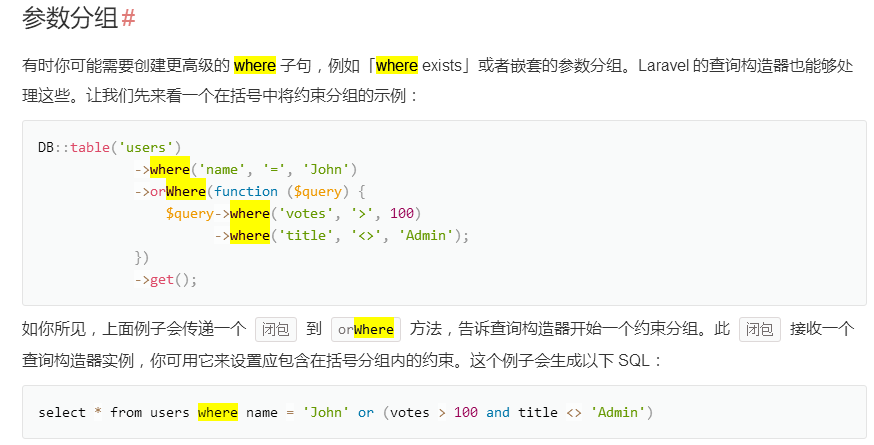 参数分组#
有时你可能需要创建更高级的 where 子句，例如「where exists」或者嵌套的参数分组。Laravel 的查询构造器也能够处
理这些。让我们先来看一个在括号中将约束分组的示例：
DB::table('users')
            ->where('name', '=', 'John')
            ->orWhere(function ($query) {
                $query->where('votes', '>', 100)
                      ->where('title', '<>', 'Admin');
            })
            ->get();
如你所见，上面例子会传递一个 闭包 到 orWhere 方法，告诉查询构造器开始一个约束分组。此 闭包 接收一个
查询构造器实例，你可用它来设置应包含在括号分组内的约束。这个例子会生成以下 SQL：
select * from users where name = 'John' or (votes > 100 and title <> 'Admin')